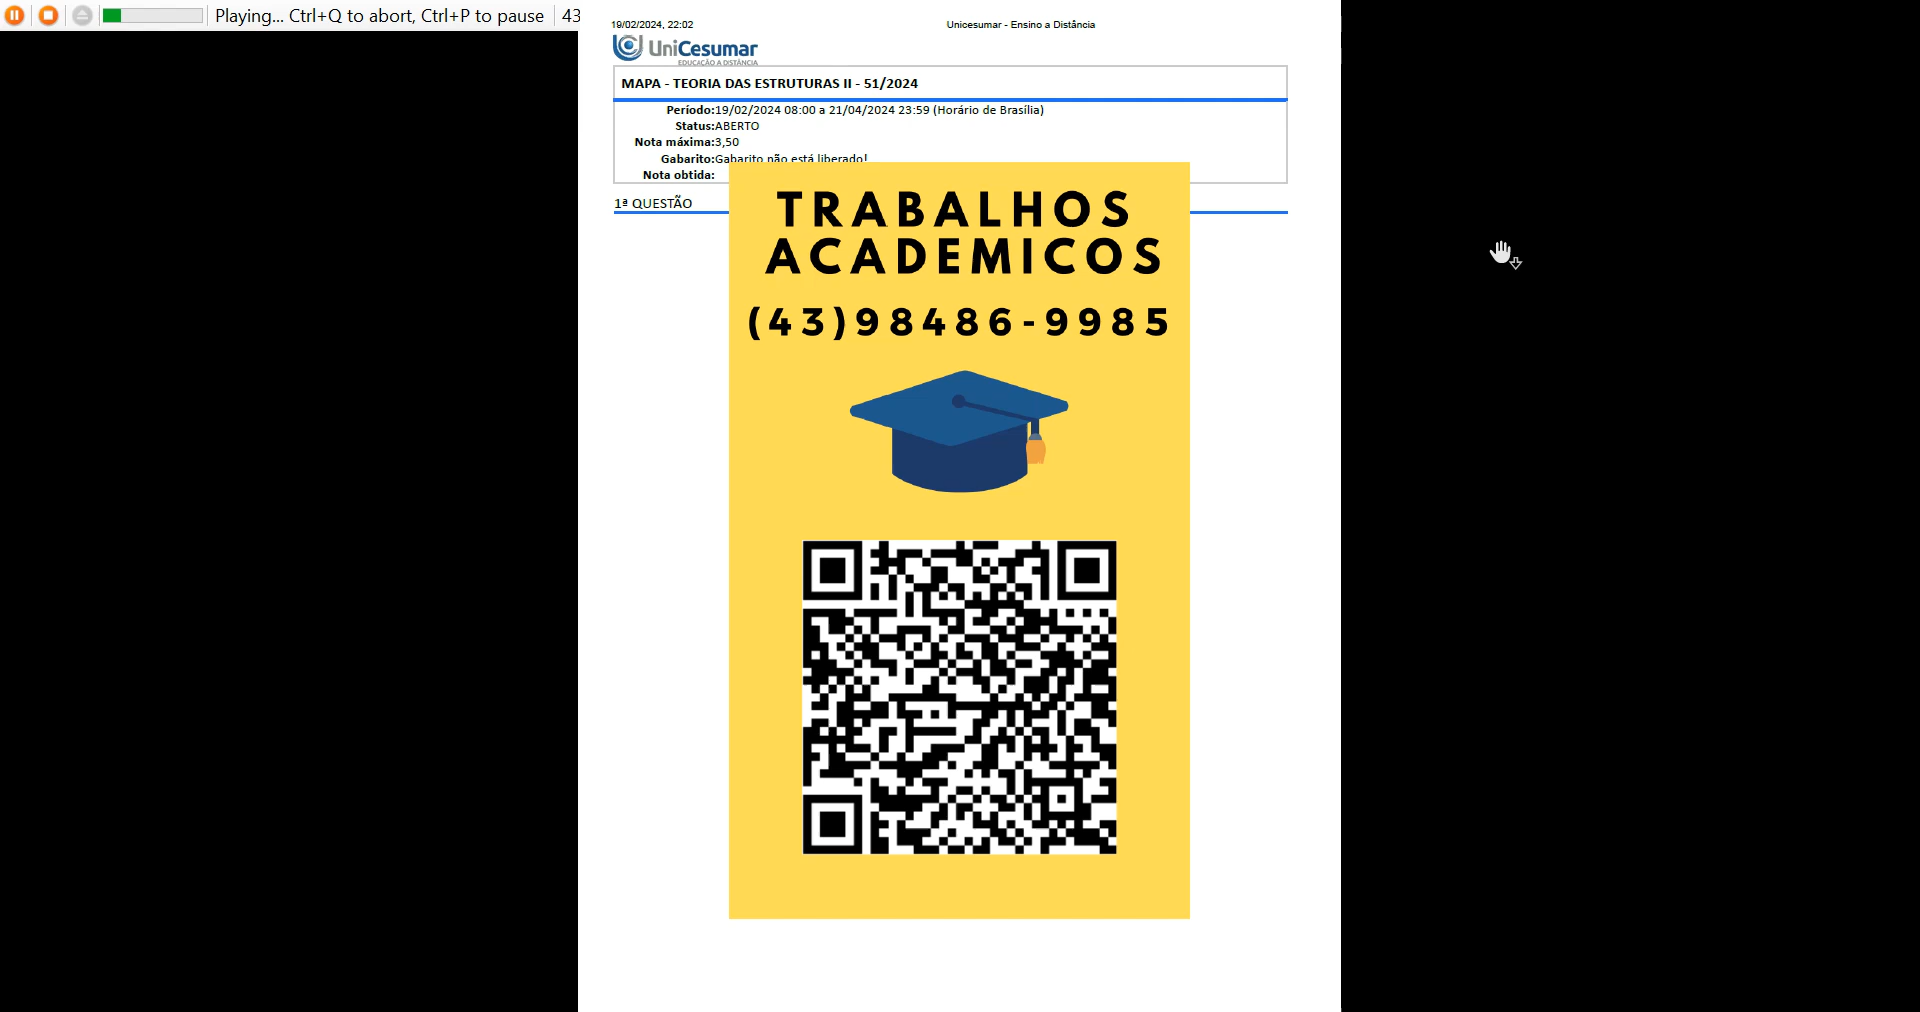 Playing... Ctrl+Q to abort, Ctrl+P to pause
43
19/02/2024, 22:02
Unicesumar - Ensino a Distância
UniCesumar
EDUCAÇÃO A DISTÂNCIA
MAPA - TEORIA DAS ESTRUTURAS II - 51/2024
Período:19/02/2024 08:00 a 21/04/2024 23:59 (Horário de Brasília)
Status:ABERTO
Nota máxima:3,50
Gabarito:Gabarito não está liberado!
Nota obtida:
1ª QUESTÃO
TRABALHOS
ACADEMICOS
(43)98486-9985